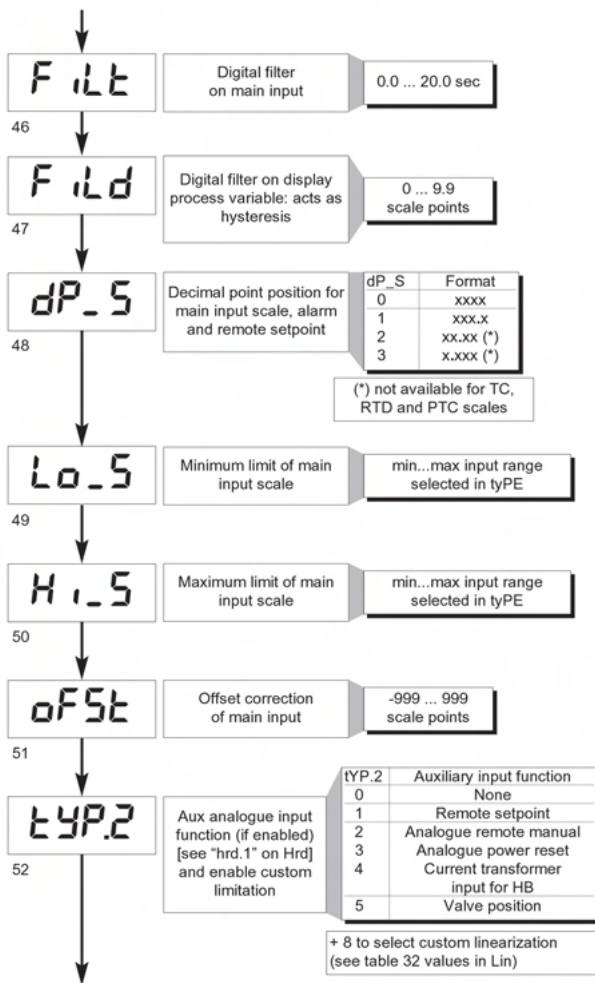 FiLt
Digital filter
on main input
0.0 ... 20.0 sec
46
FiLd
Digital filter on display
process variable: acts as
hysteresis
0 ... 9.9
scale points
47
dP_S
Decimal point position for
main input scale, alarm
and remote setpoint
dP_S Format
0 xxxx
1 xxx.x
2 xx.xx (*)
3 x.xxx (*)
48
(*) not available for TC,
RTD and PTC scales
Lo_S
Minimum limit of main
input scale
min...max input range
selected in tyPE
49
Hi_S
Maximum limit of main
input scale
min...max input range
selected in tyPE
50
oFSt
Offset correction
of main input
-999 ... 999
scale points
51
tYP.2
Aux analogue input
function (if enabled)
[see “hrd.1” on Hrd]
and enable custom
limitation
tYP.2 Auxiliary input function
0 None
1 Remote setpoint
2 Analogue remote manual
3 Analogue power reset
4 Current transformer
input for HB
5 Valve position
52
+ 8 to select custom linearization
(see table 32 values in Lin)